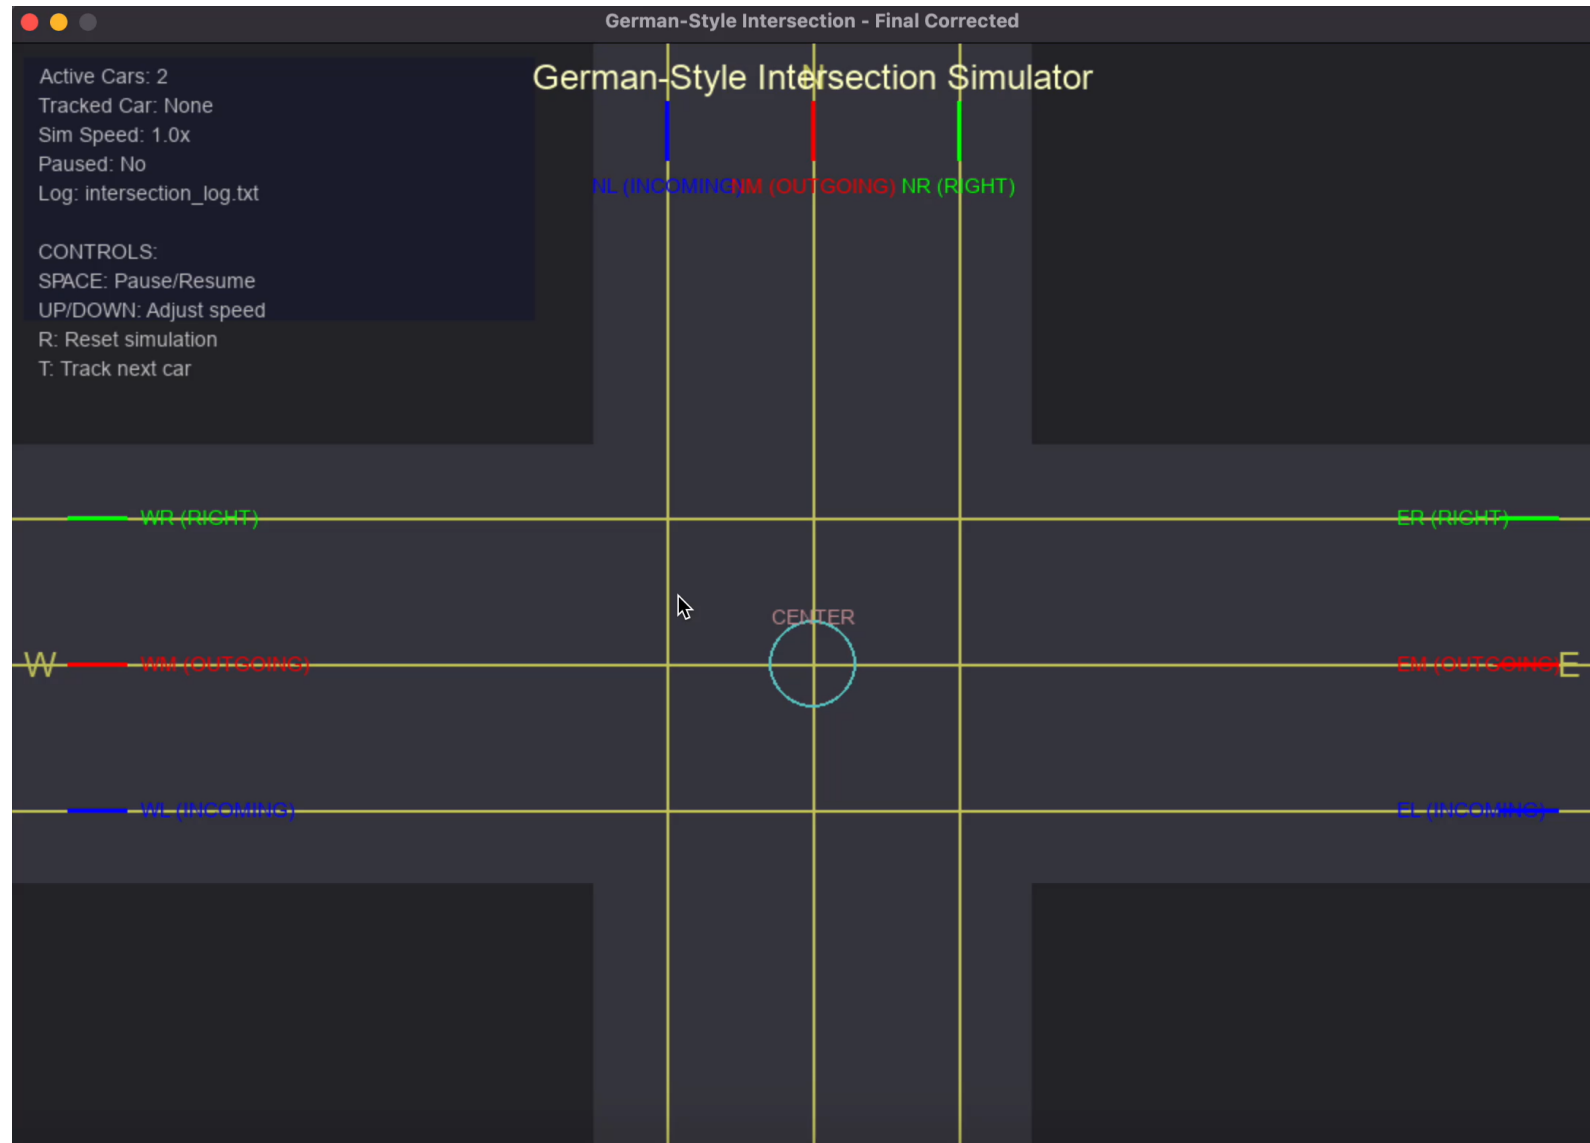 German-Style Intersection - Final Corrected
Active Cars: 2
Tracked Car: None
Sim Speed: 1.0x
Paused: No
Log: intersection_log.txt
CONTROLS:
SPACE: Pause/Resume
UP/DOWN: Adjust speed
R: Reset simulation
T: Track next car
German-Style Intersection Simulator
N
NL (INCOMING) NM (OUTGOING) NR (RIGHT)
WR (RIGHT)
ER (RIGHT)
CENTER
W
WM (OUTGOING)
EM (OUTGOING)
E
WL (INCOMING)
EL (INCOMING)